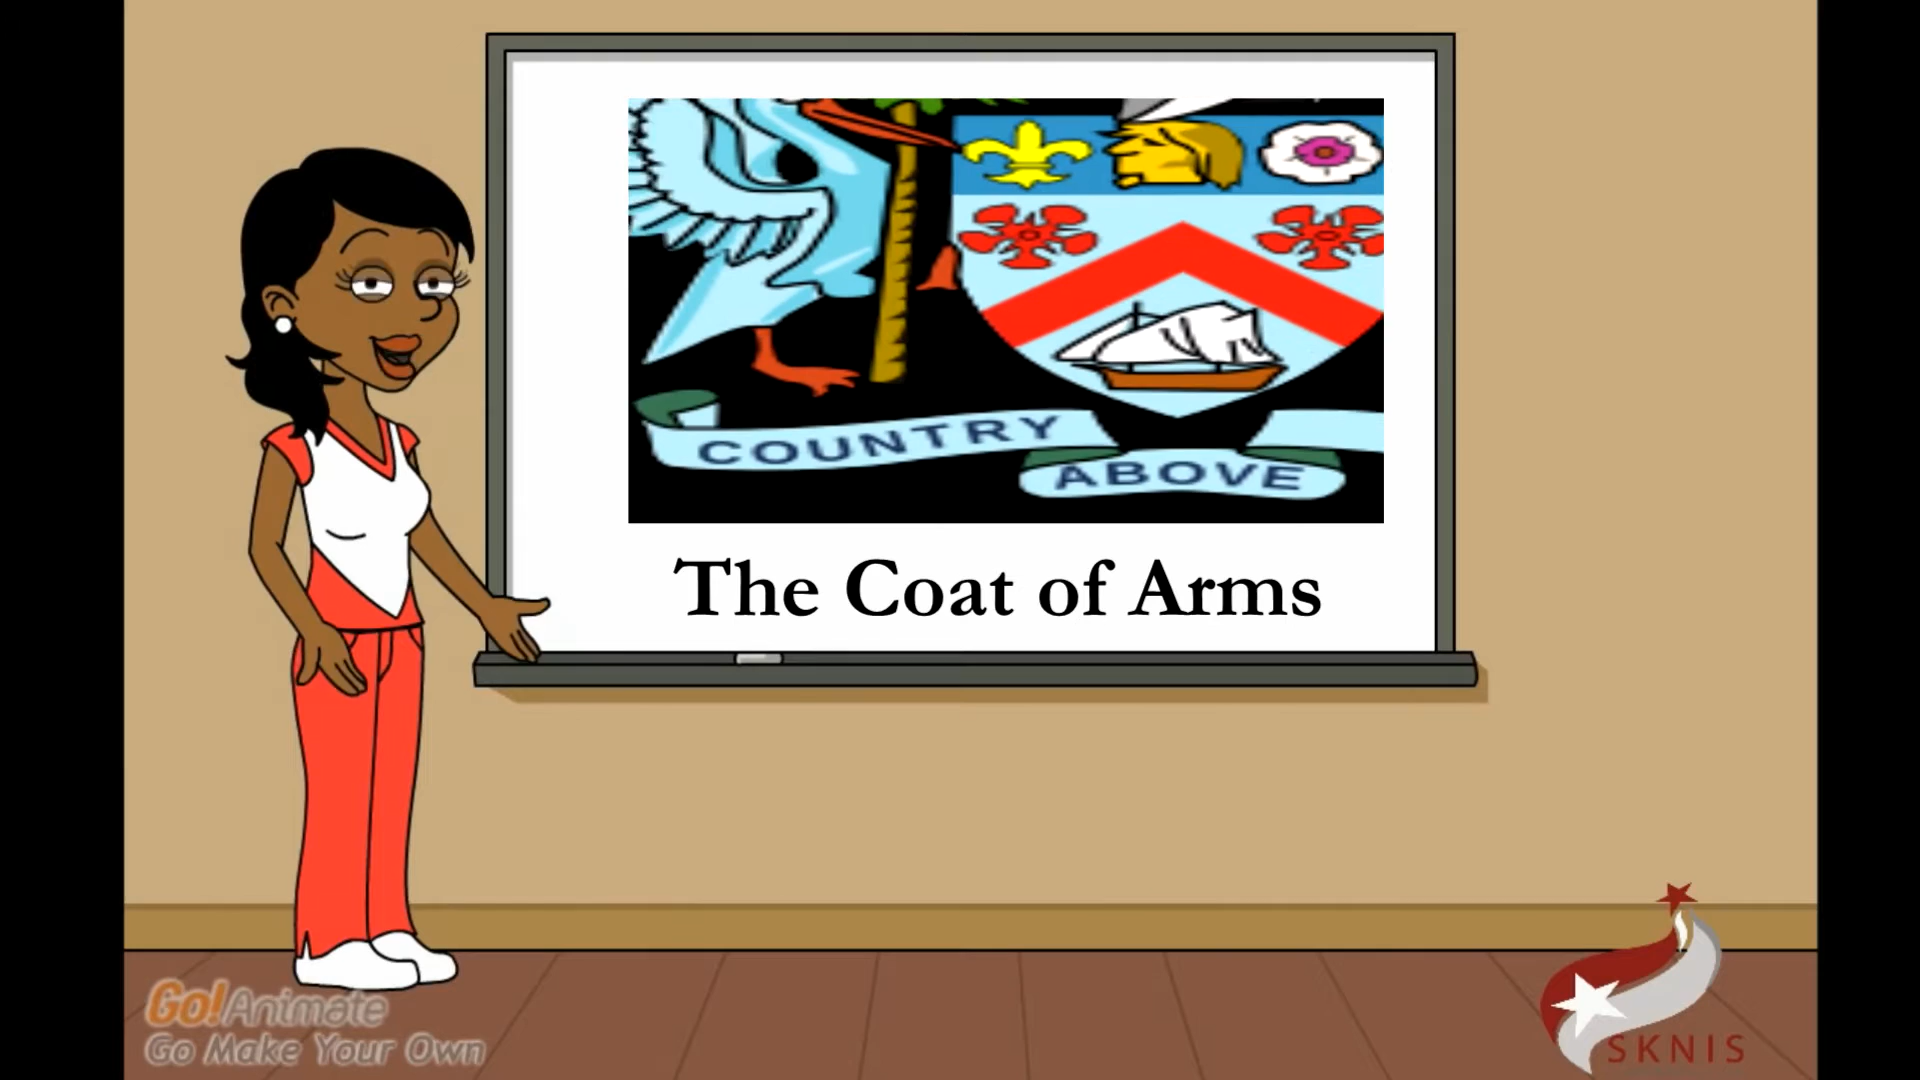 COUNTRY
ABOVE
The Coat of Arms
Go!Animate
Go Make Your Own
SKNIS